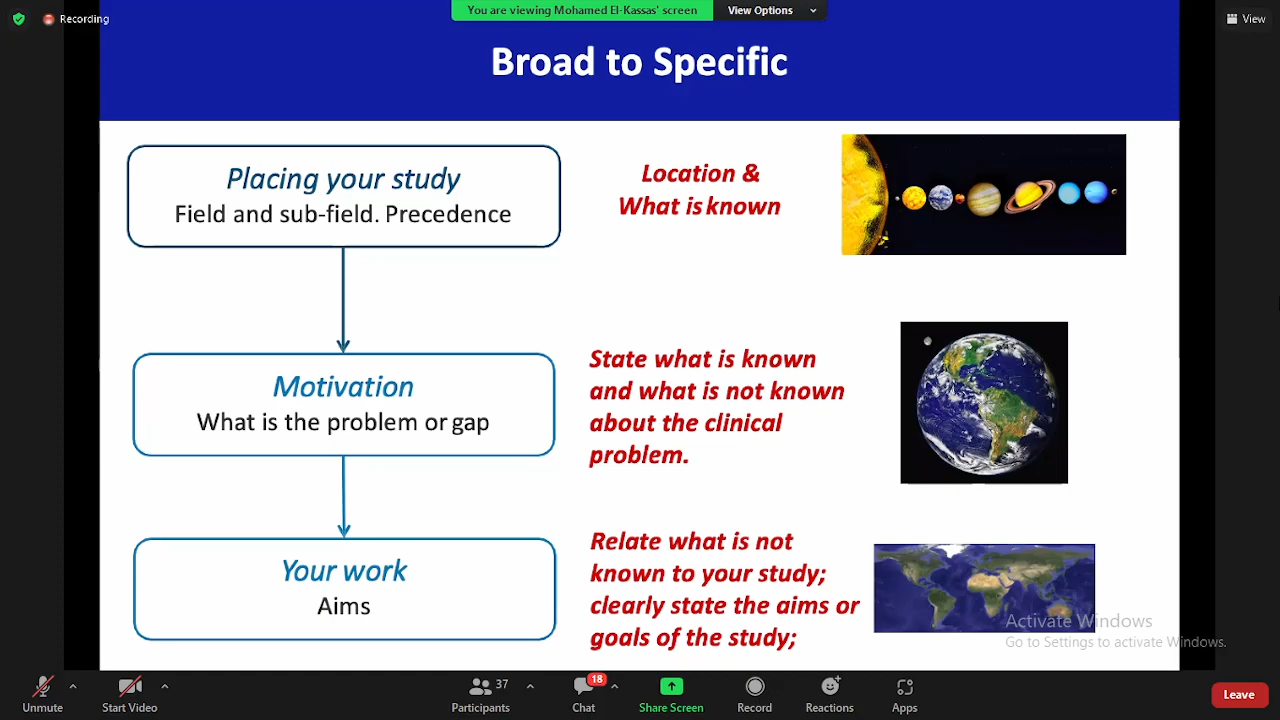 Recording
You are viewing Mohamed El-Kassas' screen
View Options
View
Broad to Specific
Placing your study
Field and sub-field. Precedence
Location &
What is known
Motivation
What is the problem or gap
State what is known
and what is not known
about the clinical
problem.
Your work
Aims
Relate what is not
known to your study;
clearly state the aims or
goals of the study;
Activate Windows
Go to Settings to activate Windows.
Unmute
Start Video
37
Participants
18
Chat
Share Screen
Record
Reactions
Apps
Leave